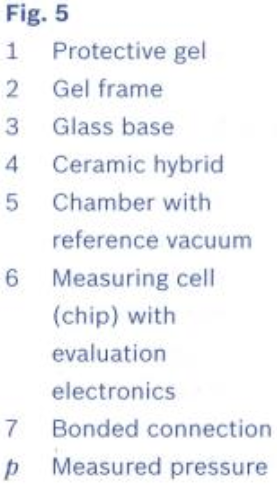 Fig. 5
1 Protective gel
2 Gel frame
3 Glass base
4 Ceramic hybrid
5 Chamber with
reference vacuum
6 Measuring cell
(chip) with
evaluation
electronics
7 Bonded connection
p Measured pressure